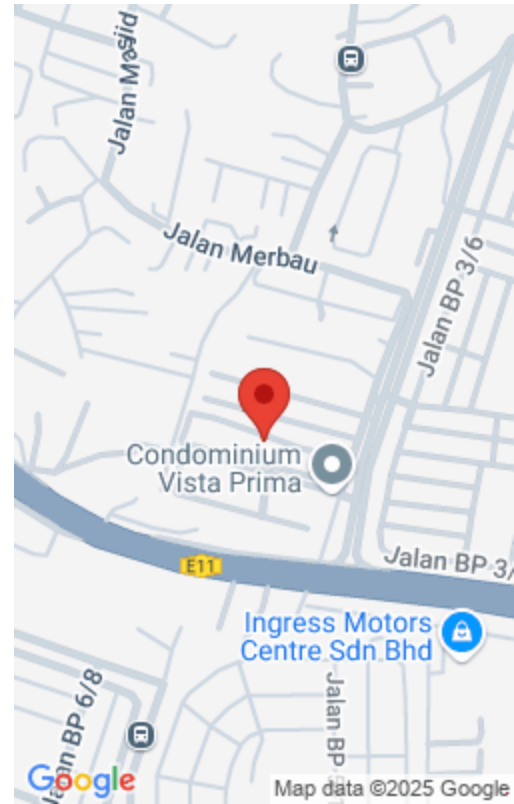 Jalan Masjid
Jalan Merbau
Jalan BP 3/6
Condominium
Vista Prima
E11
Jalan BP 3/
Ingress Motors
Centre Sdn Bhd
Jalan BP 6/8
Jalan BP
Google
Map data ©2025 Google